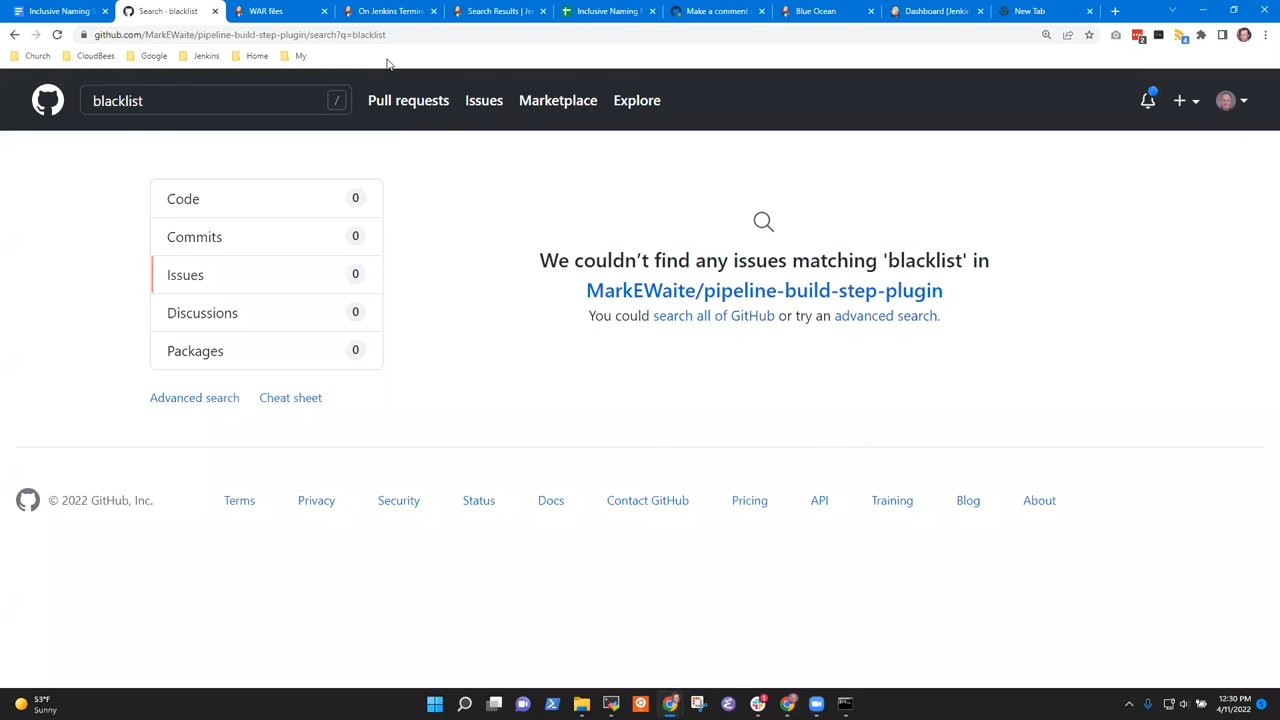 Inclusive Naming S
Search · blacklist
WAR files
On Jenkins Termin
Search Results | Je
Inclusive Naming
Make a comment
Blue Ocean
Dashboard [Jenkin
New Tab
github.com/MarkEWaite/pipeline-build-step-plugin/search?q=blacklist
Church
CloudBees
Google
Jenkins
Home
My
blacklist
/
Pull requests
Issues
Marketplace
Explore
Code 0
Commits 0
Issues 0
Discussions 0
Packages 0
Advanced search
Cheat sheet
We couldn't find any issues matching 'blacklist' in
MarkEWaite/pipeline-build-step-plugin
You could search all of GitHub or try an advanced search.
© 2022 GitHub, Inc.
Terms
Privacy
Security
Status
Docs
Contact GitHub
Pricing
API
Training
Blog
About
53°F
Sunny
12:30 PM
4/11/2022